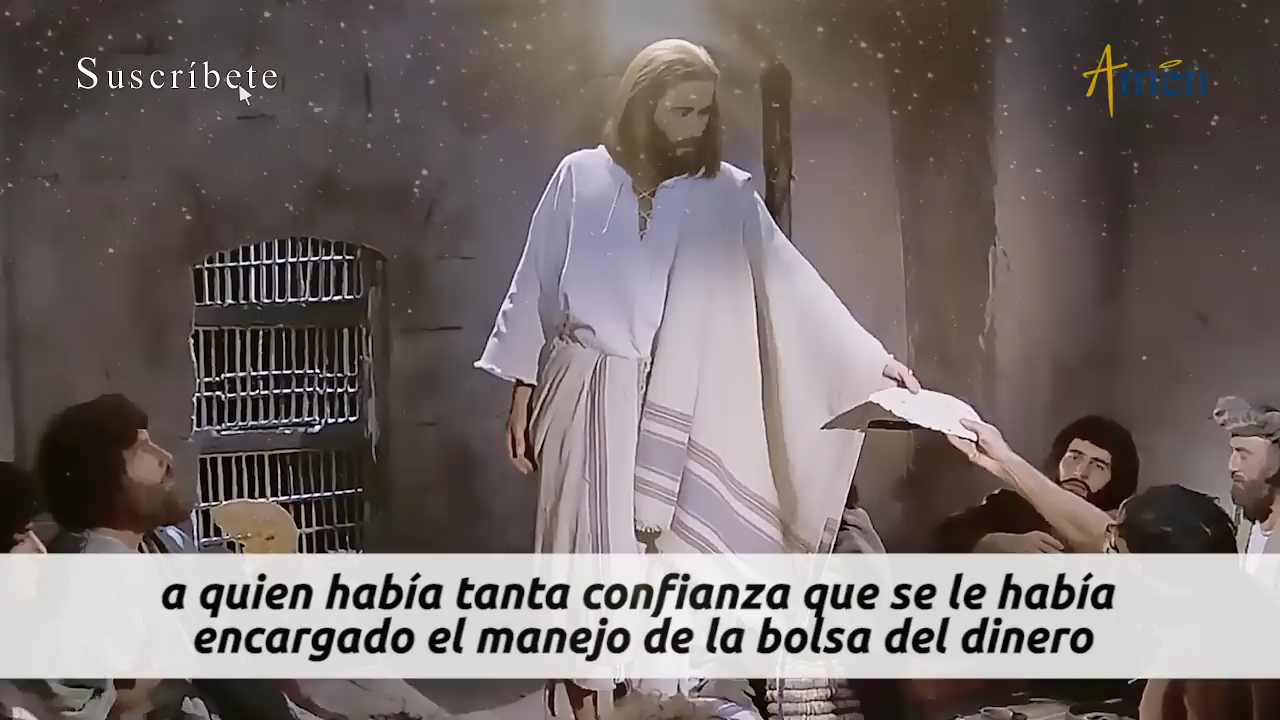 Suscríbete
Amén
a quien había tanta confianza que se le había
encargado el manejo de la bolsa del dinero